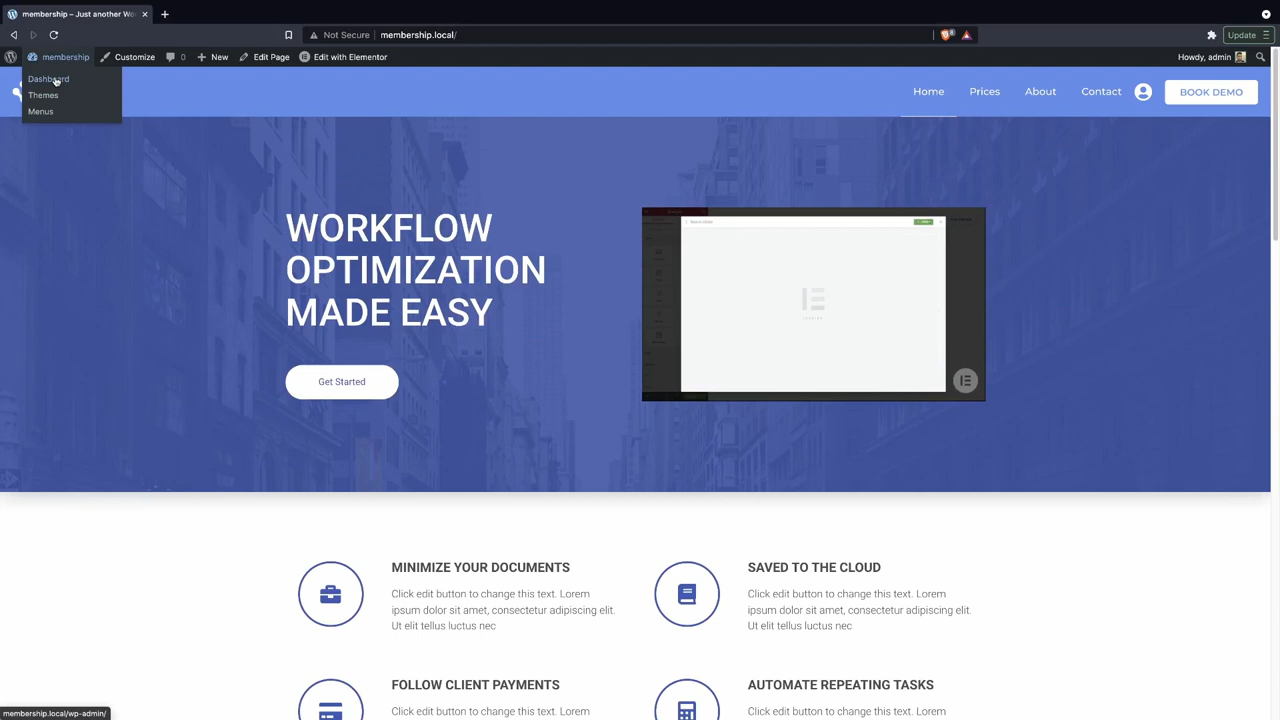 membership – Just another Wo
Not Secure
membership.local/
Update
membership
Customize
0
New
Edit Page
Edit with Elementor
Howdy, admin
Dashboard
Themes
Menus
Home
Prices
About
Contact
BOOK DEMO
WORKFLOW
OPTIMIZATION
MADE EASY
Get Started
MINIMIZE YOUR DOCUMENTS
Click edit button to change this text. Lorem
ipsum dolor sit amet, consectetur adipiscing elit.
Ut elit tellus luctus nec
SAVED TO THE CLOUD
Click edit button to change this text. Lorem
ipsum dolor sit amet, consectetur adipiscing elit.
Ut elit tellus luctus nec
FOLLOW CLIENT PAYMENTS
Click edit button to change this text. Lorem
AUTOMATE REPEATING TASKS
Click edit button to change this text. Lorem
membership.local/wp-admin/